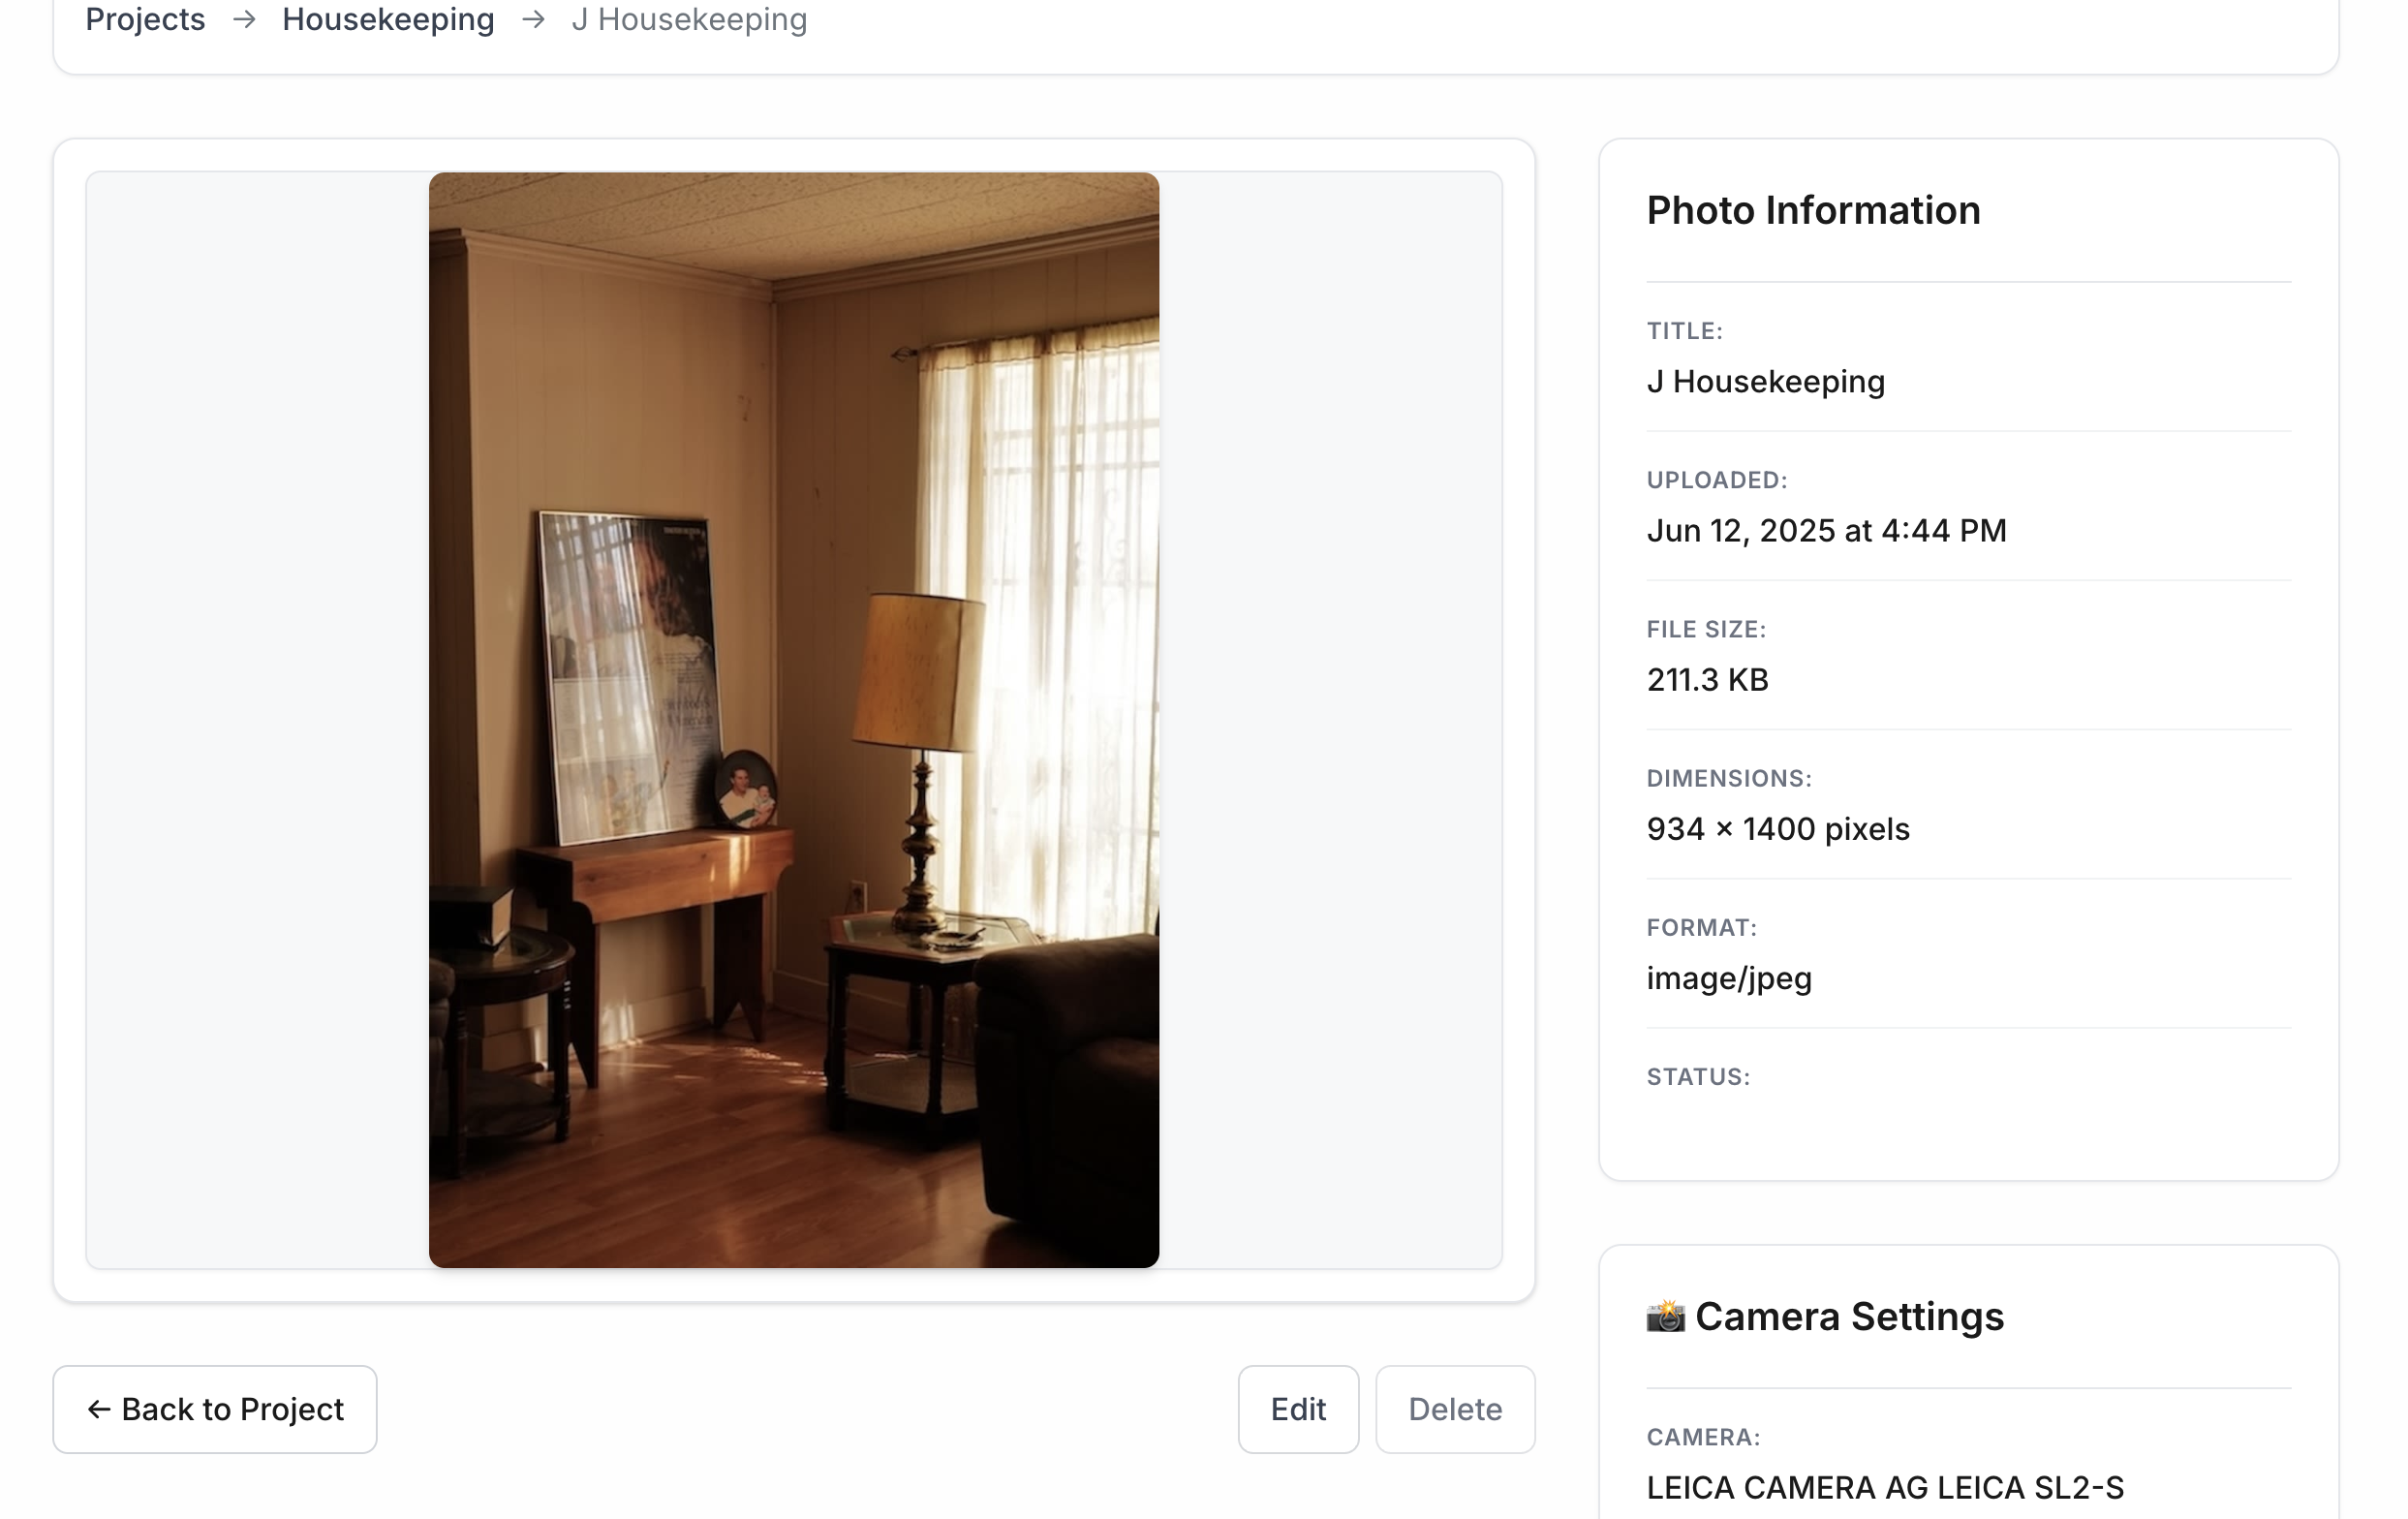 Projects → Housekeeping → J Housekeeping
Photo Information
TITLE:
J Housekeeping
UPLOADED:
Jun 12, 2025 at 4:44 PM
FILE SIZE:
211.3 KB
DIMENSIONS:
934 × 1400 pixels
FORMAT:
image/jpeg
STATUS:
← Back to Project
Edit
Delete
📸 Camera Settings
CAMERA:
LEICA CAMERA AG LEICA SL2-S